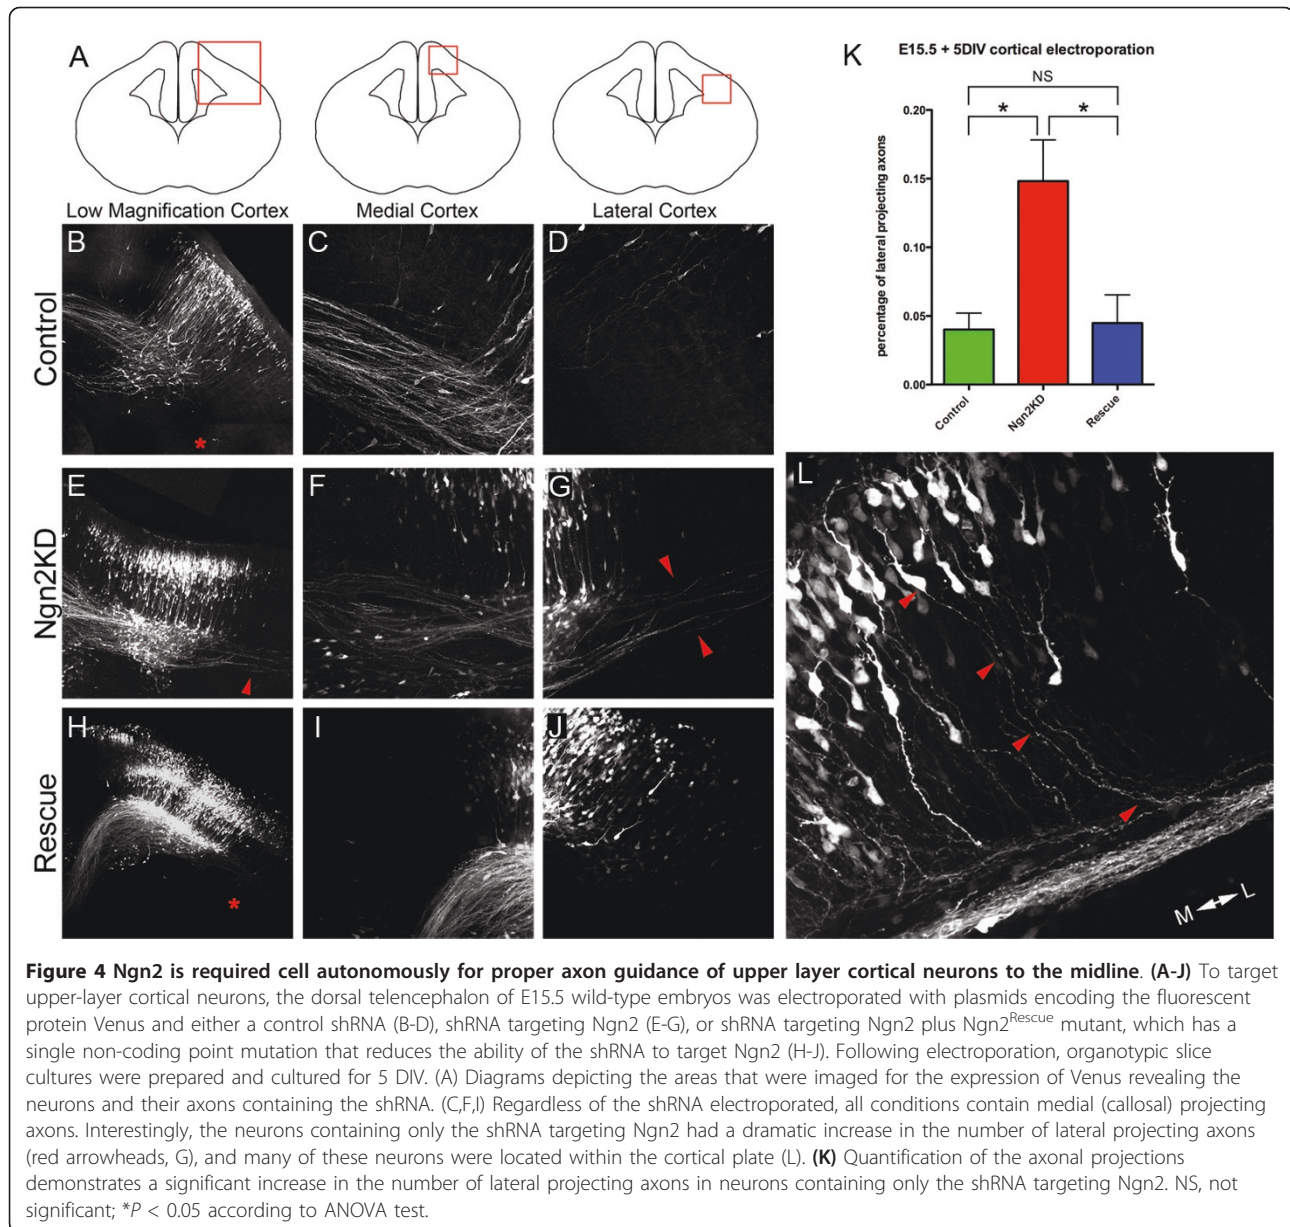 A
Low Magnification Cortex
Medial Cortex
Lateral Cortex
Control
B
C
D
*
Ngn2KD
E
F
G
Rescue
H
I
J
*
K
E15.5 + 5DIV cortical electroporation
NS
* *
percentage of lateral projecting axons
0.20
0.15
0.10
0.05
0.00
Control
Ngn2KD
Rescue
L
M L
Figure 4 Ngn2 is required cell autonomously for proper axon guidance of upper layer cortical neurons to the midline. (A-J) To target
upper-layer cortical neurons, the dorsal telencephalon of E15.5 wild-type embryos was electroporated with plasmids encoding the fluorescent
protein Venus and either a control shRNA (B-D), shRNA targeting Ngn2 (E-G), or shRNA targeting Ngn2 plus Ngn2Rescue mutant, which has a
single non-coding point mutation that reduces the ability of the shRNA to target Ngn2 (H-J). Following electroporation, organotypic slice
cultures were prepared and cultured for 5 DIV. (A) Diagrams depicting the areas that were imaged for the expression of Venus revealing the
neurons and their axons containing the shRNA. (C,F,I) Regardless of the shRNA electroporated, all conditions contain medial (callosal) projecting
axons. Interestingly, the neurons containing only the shRNA targeting Ngn2 had a dramatic increase in the number of lateral projecting axons
(red arrowheads, G), and many of these neurons were located within the cortical plate (L). (K) Quantification of the axonal projections
demonstrates a significant increase in the number of lateral projecting axons in neurons containing only the shRNA targeting Ngn2. NS, not
significant; *P < 0.05 according to ANOVA test.